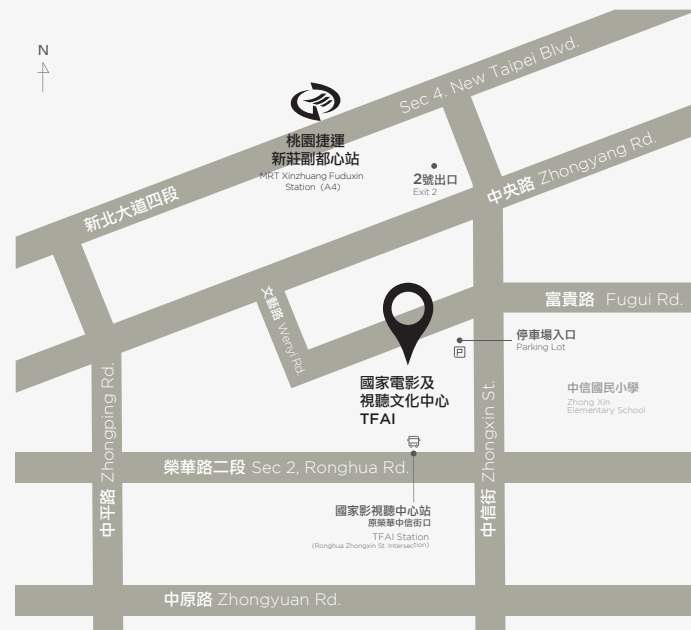 N
Sec 4, New Taipei Blvd.
桃園捷運
新莊副都心站
MRT Xinzhuang Fuduxin
Station (A4)
2號出口
Exit 2
中央路 Zhongyang Rd.
新北大道四段
文藝路 Wenyi Rd.
富貴路 Fugui Rd.
停車場入口
Parking Lot
P
國家電影及
視聽文化中心
TFAI
中信國民小學
Zhong Xin
Elementary School
中平路 Zhongping Rd.
中信街 Zhongxin St.
榮華路二段 Sec 2, Ronghua Rd.
國家影視聽中心站
原榮華中信街口
TFAI Station
(Ronghua Zhongxin St. Intersection)
中原路 Zhongyuan Rd.